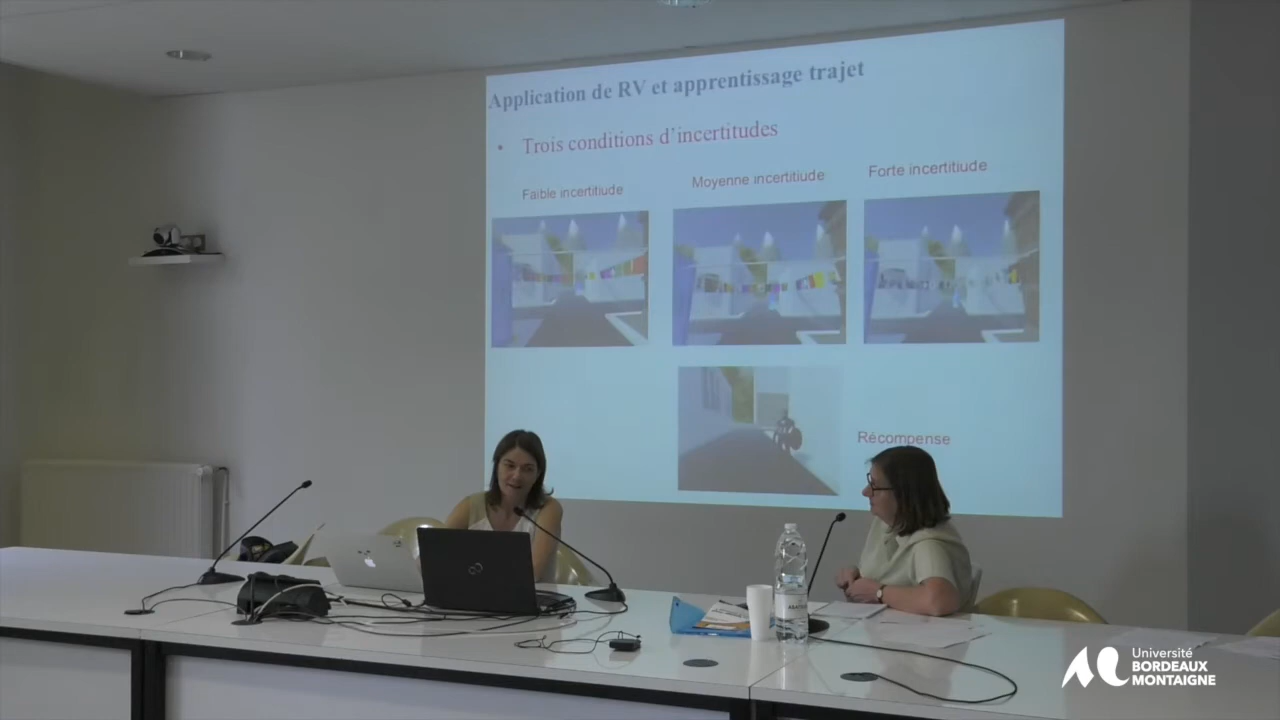 Application de RV et apprentissage trajet
• Trois conditions d'incertitudes
Faible incertitiude
Moyenne incertitiude
Forte incertitiude
Récompense
Université
BORDEAUX
MONTAIGNE